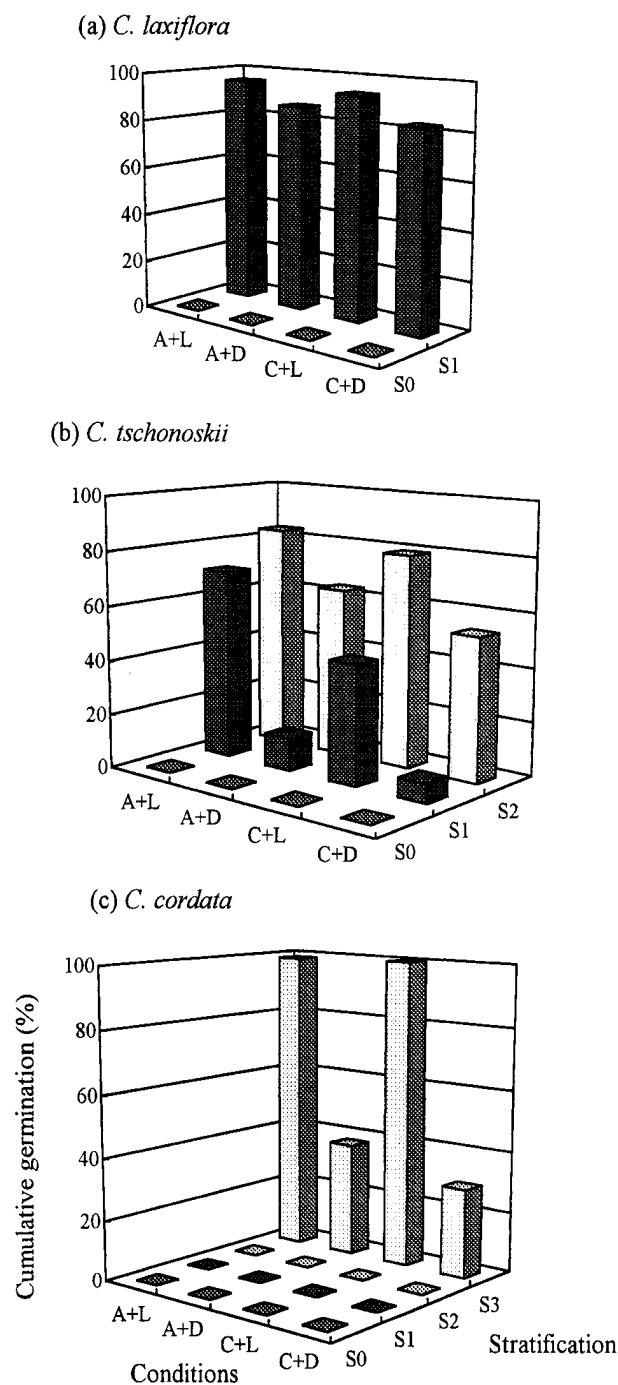 (a) C. laxiflora
100
80
60
40
20
0
A+L
A+D
C+L
C+D
S0
S1
(b) C. tschonoskii
100
80
60
40
20
0
A+L
A+D
C+L
C+D
S0
S1
S2
(c) C. cordata
Cumulative germination (%)
100
80
60
40
20
0
A+L
A+D
C+L
C+D
S0
S1
S2
S3
Conditions
Stratification